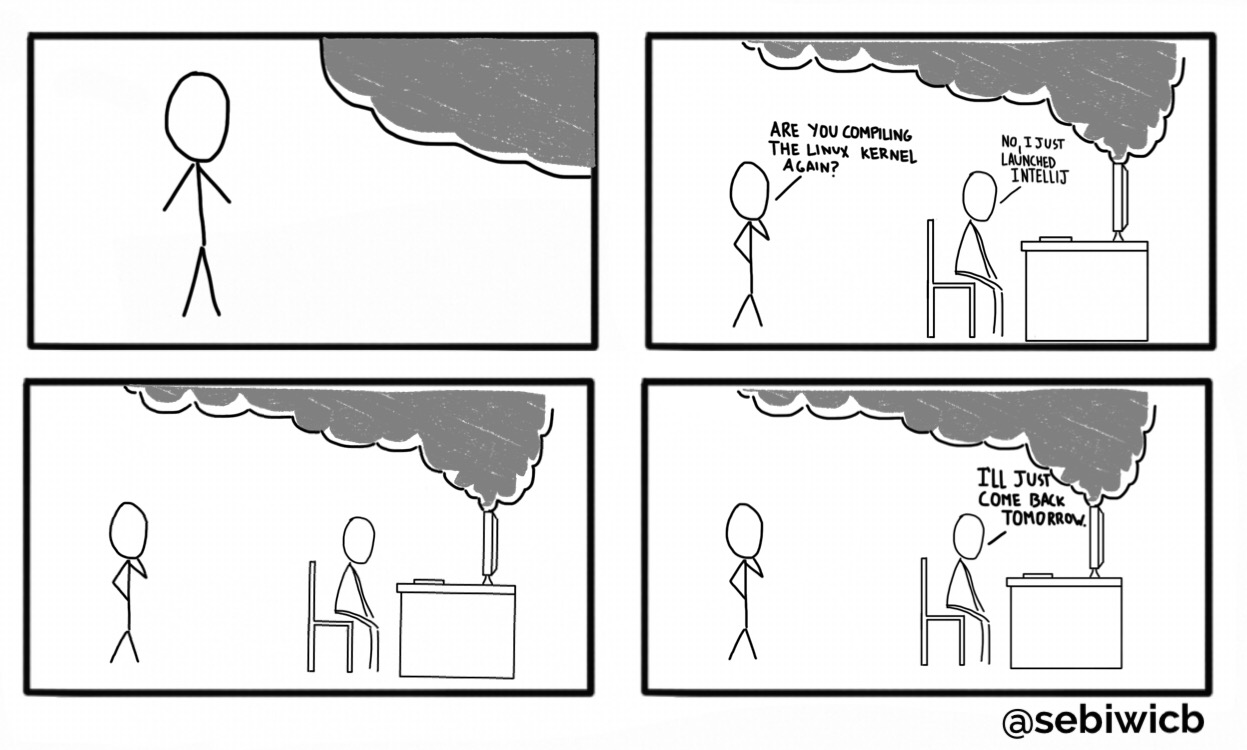 ARE YOU COMPILING
THE LINUX KERNEL
AGAIN?
NO, I JUST
LAUNCHED
INTELLIJ
I'LL JUST
COME BACK
TOMORROW.
@sebiwicb